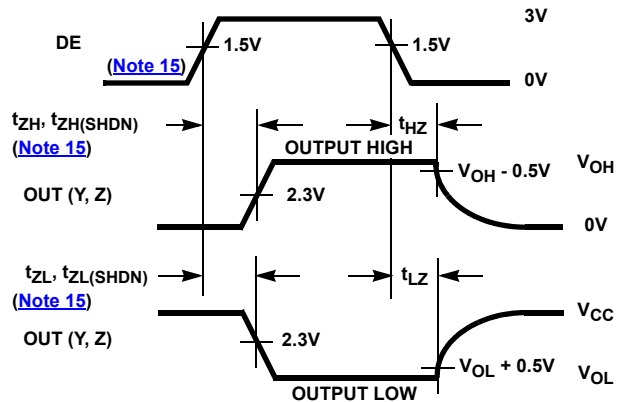 3V
DE
1.5V
1.5V
(Note 15)
0V
tZH, tZH(SHDN)
tHZ
(Note 15)
OUTPUT HIGH
VOH - 0.5V
VOH
OUT (Y, Z)
2.3V
0V
tZL, tZL(SHDN)
tLZ
(Note 15)
VCC
OUT (Y, Z)
2.3V
VOL + 0.5V
VOL
OUTPUT LOW